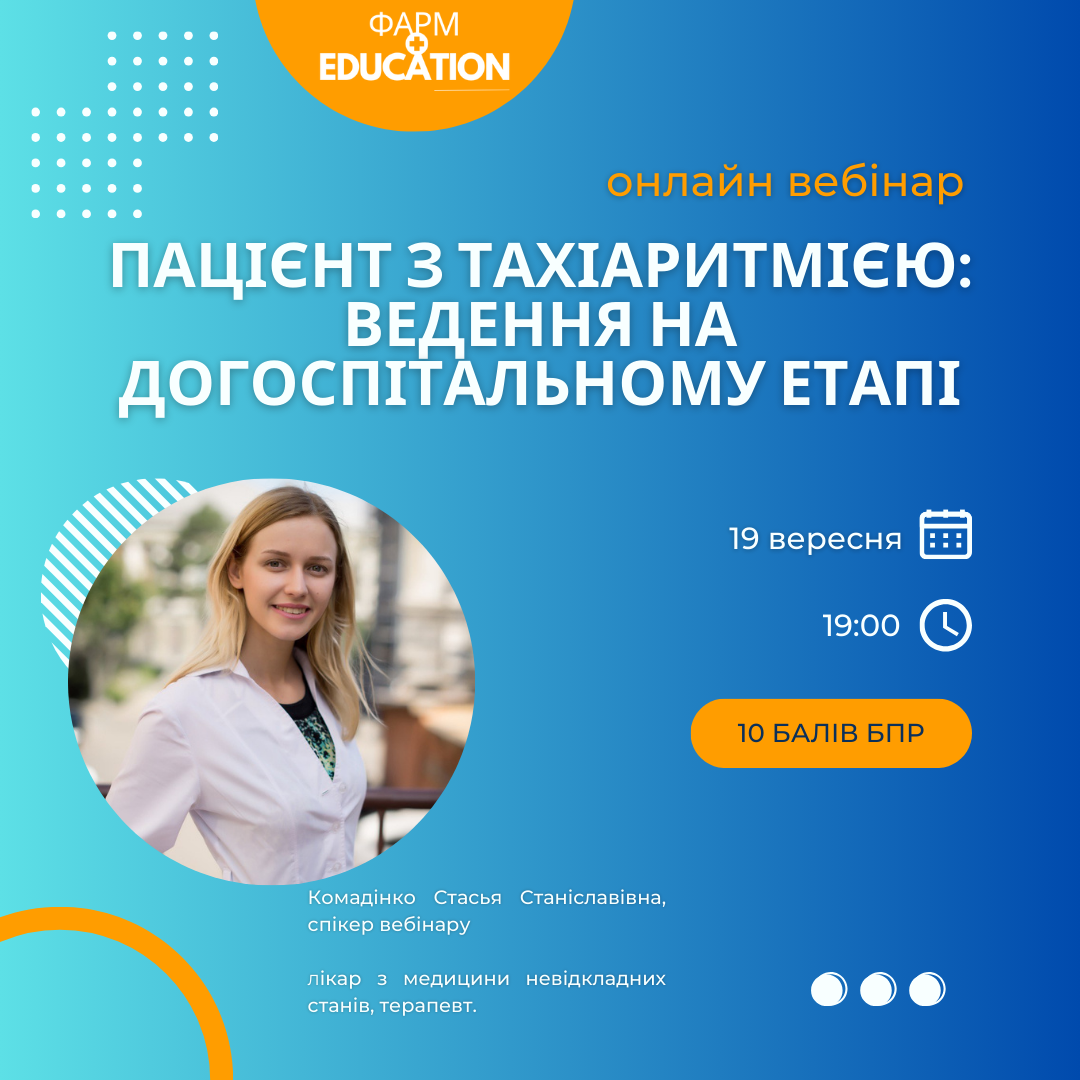 ФАРМ
EDUCATION
онлайн вебінар
ПАЦІЄНТ З ТАХІАРИТМІЄЮ:
ВЕДЕННЯ НА
ДОГОСПІТАЛЬНОМУ ЕТАПІ
19 вересня
19:00
10 БАЛІВ БПР
Комадінко Стасья Станіславівна,
спікер вебінару
лікар з медицини невідкладних
станів, терапевт.